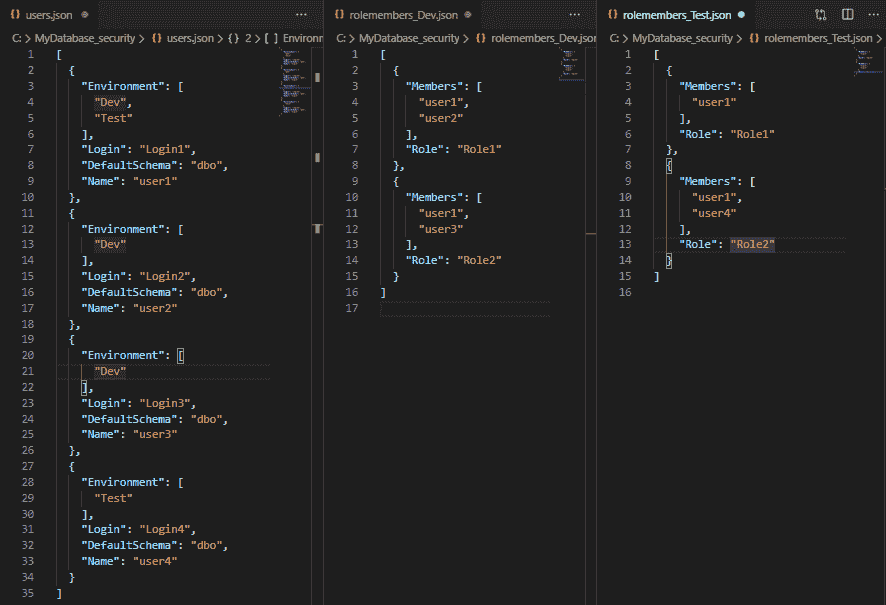 users.json
C: > MyDatabase_security > {} users.json > {} 2 > [ ] Environm
1 [
2 {
3 "Environment": [
4 "Dev",
5 "Test"
6 ],
7 "Login": "Login1",
8 "DefaultSchema": "dbo",
9 "Name": "user1"
10 },
11 {
12 "Environment": [
13 "Dev"
14 ],
15 "Login": "Login2",
16 "DefaultSchema": "dbo",
17 "Name": "user2"
18 },
19 {
20 "Environment": [
21 "Dev"
22 ],
23 "Login": "Login3",
24 "DefaultSchema": "dbo",
25 "Name": "user3"
26 },
27 {
28 "Environment": [
29 "Test"
30 ],
31 "Login": "Login4",
32 "DefaultSchema": "dbo",
33 "Name": "user4"
34 }
35 ]
rolemembers_Dev.json
C: > MyDatabase_security > {} rolemembers_Dev.json
1 [
2 {
3 "Members": [
4 "user1",
5 "user2"
6 ],
7 "Role": "Role1"
8 },
9 {
10 "Members": [
11 "user1",
12 "user3"
13 ],
14 "Role": "Role2"
15 }
16 ]
17
rolemembers_Test.json
C: > MyDatabase_security > {} rolemembers_Test.json >
1 [
2 {
3 "Members": [
4 "user1"
5 ],
6 "Role": "Role1"
7 },
8 {
9 "Members": [
10 "user1",
11 "user4"
12 ],
13 "Role": "Role2"
14 }
15 ]
16